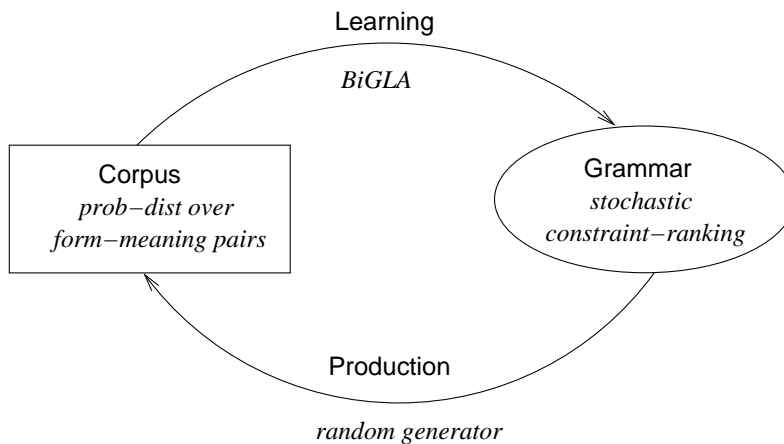 Learning
BiGLA
Corpus
prob−dist over
form−meaning pairs
Grammar
stochastic
constraint−ranking
Production
random generator